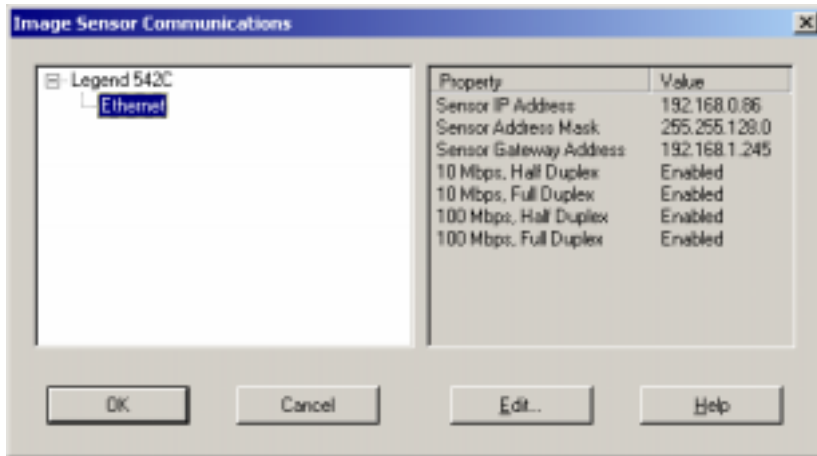 Image Sensor Communications
Legend 542C
Ethernet
Property Value
Sensor IP Address 192.168.0.86
Sensor Address Mask 255.255.128.0
Sensor Gateway Address 192.168.1.245
10 Mbps, Half Duplex Enabled
10 Mbps, Full Duplex Enabled
100 Mbps, Half Duplex Enabled
100 Mbps, Full Duplex Enabled
OK Cancel Edit... Help